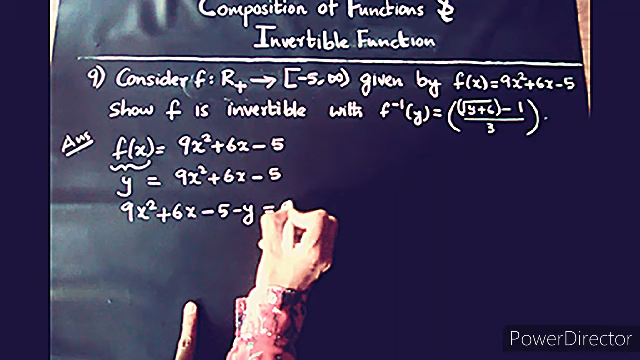 Composition of Functions &
Invertible Function
9) Consider f: R₊ → [-5, ∞) given by f(x)=9x²+6x-5
Show f is invertible with f⁻¹(y) = ((√y+6)-1 / 3).
Ans
f(x) = 9x²+6x-5
y = 9x²+6x-5
9x²+6x-5-y =
PowerDirector